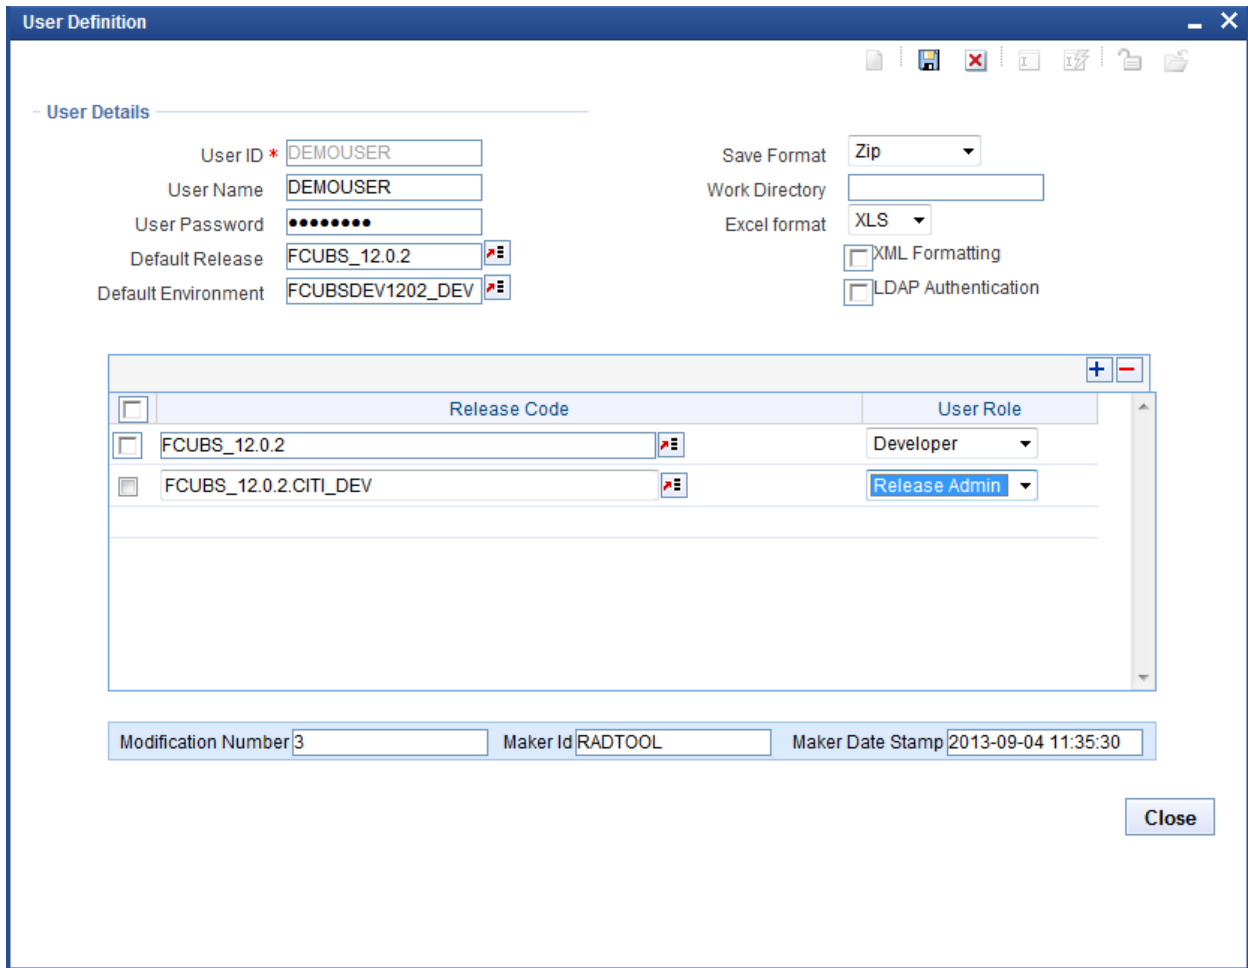 User Definition
User Details
User ID * DEMOUSER
User Name DEMOUSER
User Password ••••••••
Default Release FCUBS_12.0.2
Default Environment FCUBSDEV1202_DEV
Save Format Zip
Work Directory
Excel format XLS
XML Formatting
LDAP Authentication
Release Code User Role
FCUBS_12.0.2 Developer
FCUBS_12.0.2.CITI_DEV Release Admin
Modification Number 3 Maker Id RADTOOL Maker Date Stamp 2013-09-04 11:35:30
Close